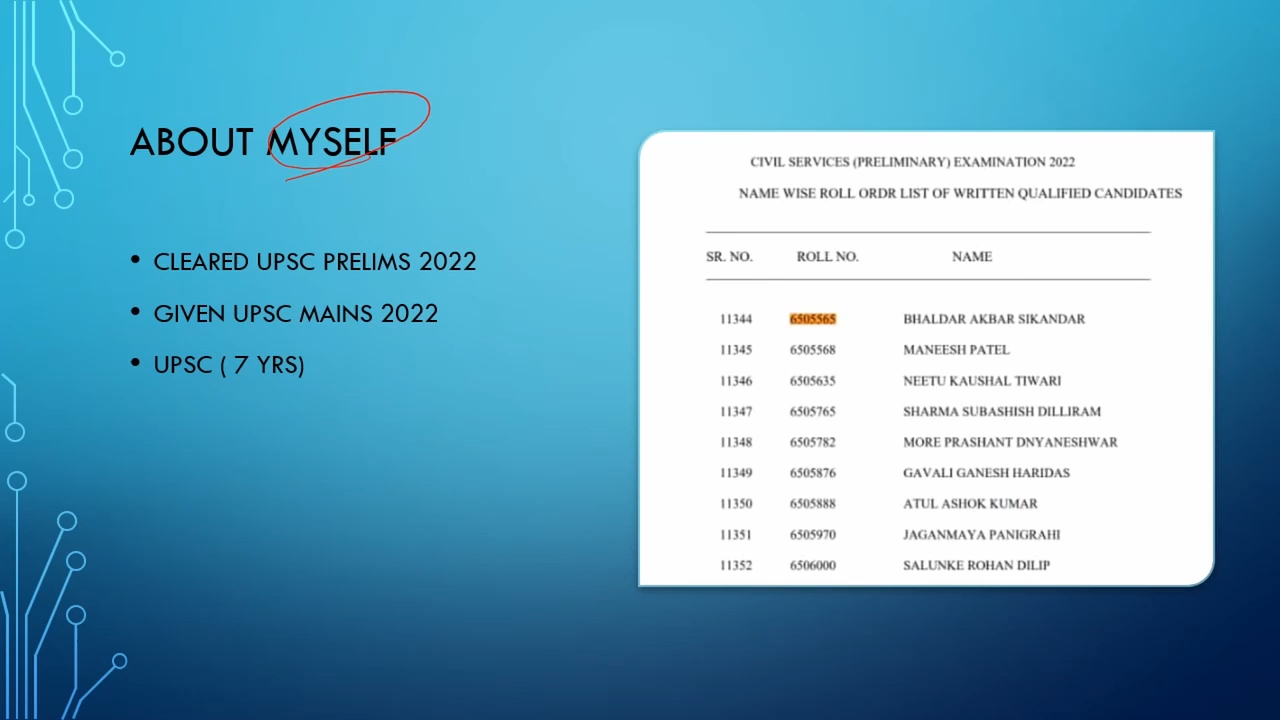 ABOUT MYSELF
• CLEARED UPSC PRELIMS 2022
• GIVEN UPSC MAINS 2022
• UPSC ( 7 YRS)
CIVIL SERVICES (PRELIMINARY) EXAMINATION 2022
NAME WISE ROLL ORDR LIST OF WRITTEN QUALIFIED CANDIDATES
SR. NO. ROLL NO. NAME
11344 6505565 BHALDAR AKBAR SIKANDAR
11345 6505568 MANEESH PATEL
11346 6505635 NEETU KAUSHAL TIWARI
11347 6505765 SHARMA SUBASHISH DILLIRAM
11348 6505782 MORE PRASHANT DNYANESHWAR
11349 6505876 GAVALI GANESH HARIDAS
11350 6505888 ATUL ASHOK KUMAR
11351 6505970 JAGANMAYA PANIGRAHI
11352 6506000 SALUNKE ROHAN DILIP